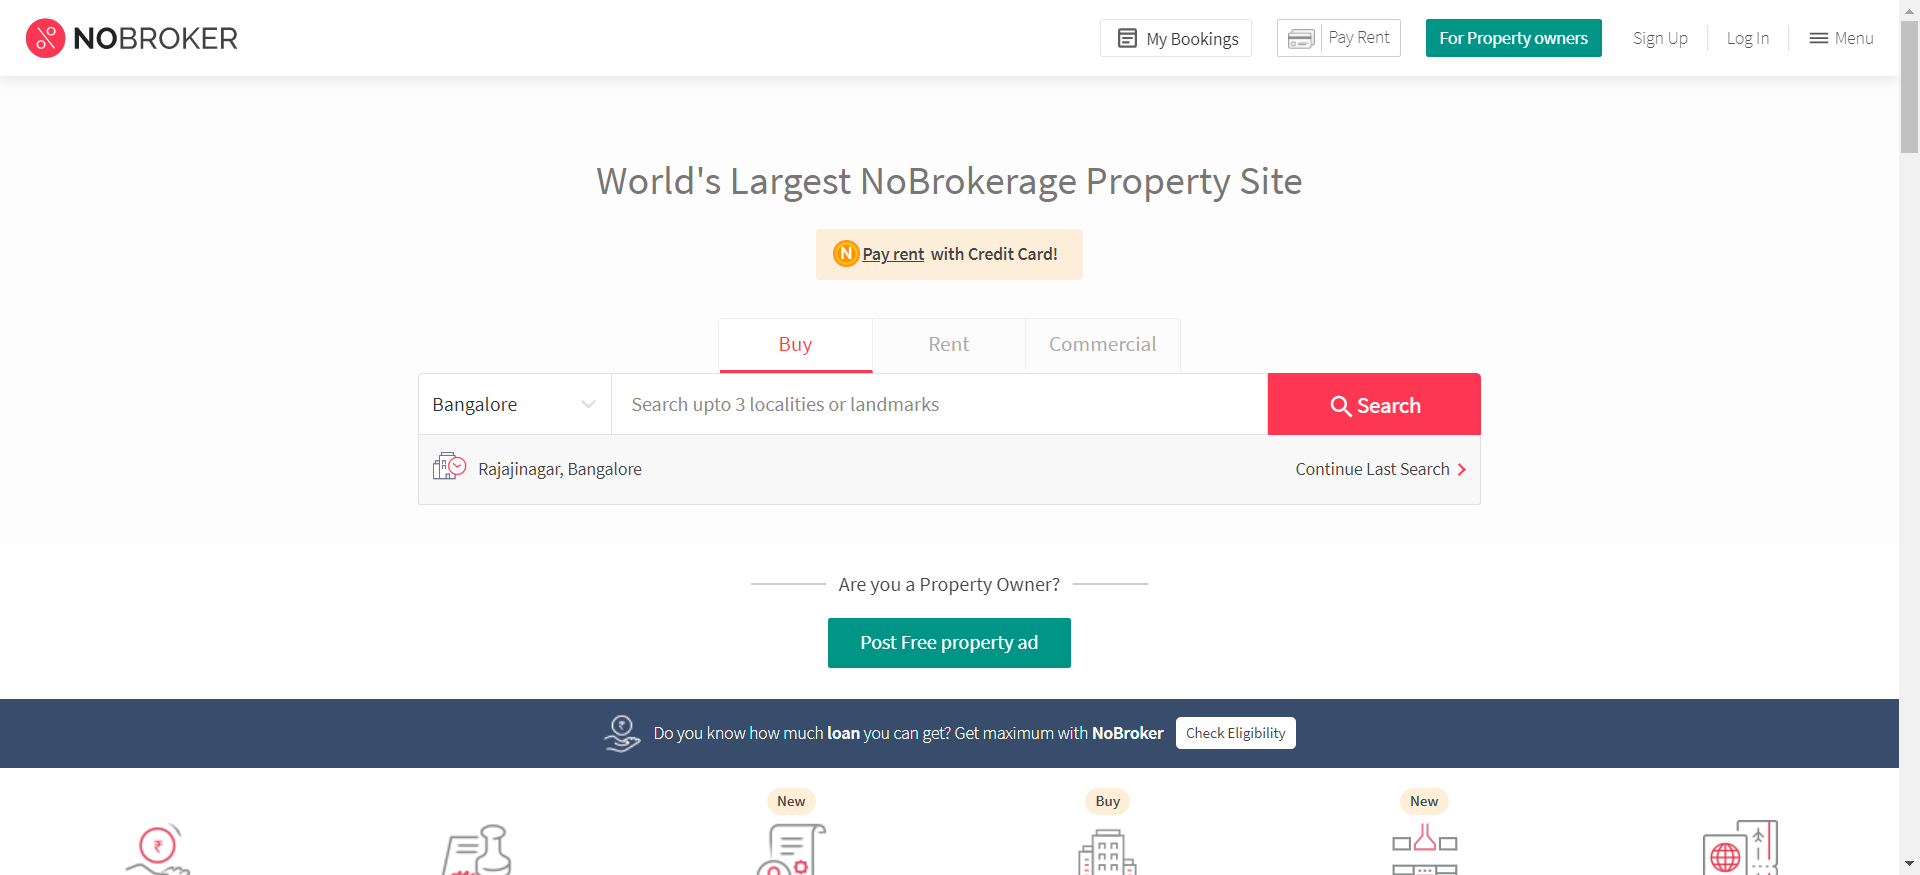 NOBROKER
My Bookings
Pay Rent
For Property owners
Sign Up
Log In
Menu
World's Largest NoBrokerage Property Site
N Pay rent with Credit Card!
Buy
Rent
Commercial
Bangalore
Search upto 3 localities or landmarks
Search
Rajajinagar, Bangalore
Continue Last Search
Are you a Property Owner?
Post Free property ad
Do you know how much loan you can get? Get maximum with NoBroker
Check Eligibility
New
Buy
New